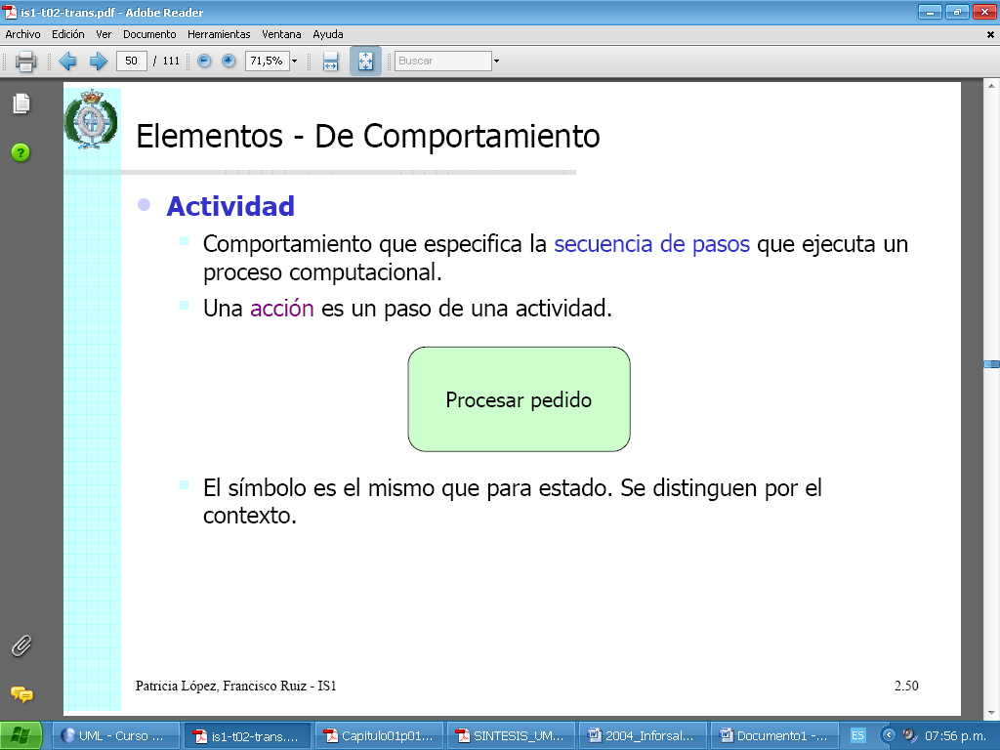 is1-t02-trans.pdf - Adobe Reader
Archivo Edición Ver Documento Herramientas Ventana Ayuda
50 / 111 71,5% Buscar
Elementos - De Comportamiento
Actividad
Comportamiento que especifica la secuencia de pasos que ejecuta un
proceso computacional.
Una acción es un paso de una actividad.
Procesar pedido
El símbolo es el mismo que para estado. Se distinguen por el
contexto.
Patricia López, Francisco Ruiz - IS1 2.50
UML - Curso ... is1-t02-trans.... Capitulo01p01... SINTESIS_UM... 2004_Inforsal... Documento1 -... ES 07:56 p.m.